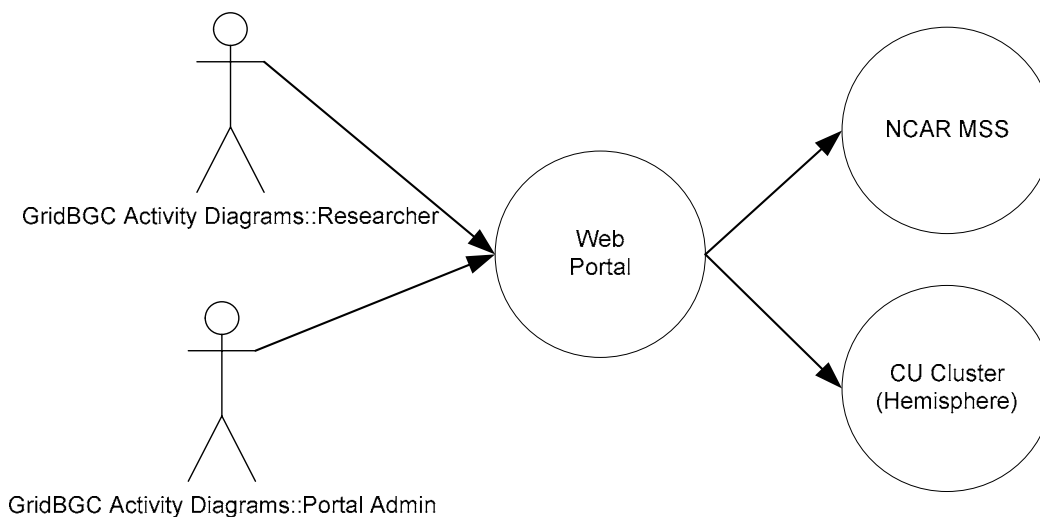 GridBGC Activity Diagrams::Researcher
GridBGC Activity Diagrams::Portal Admin
Web
Portal
NCAR MSS
CU Cluster
(Hemisphere)